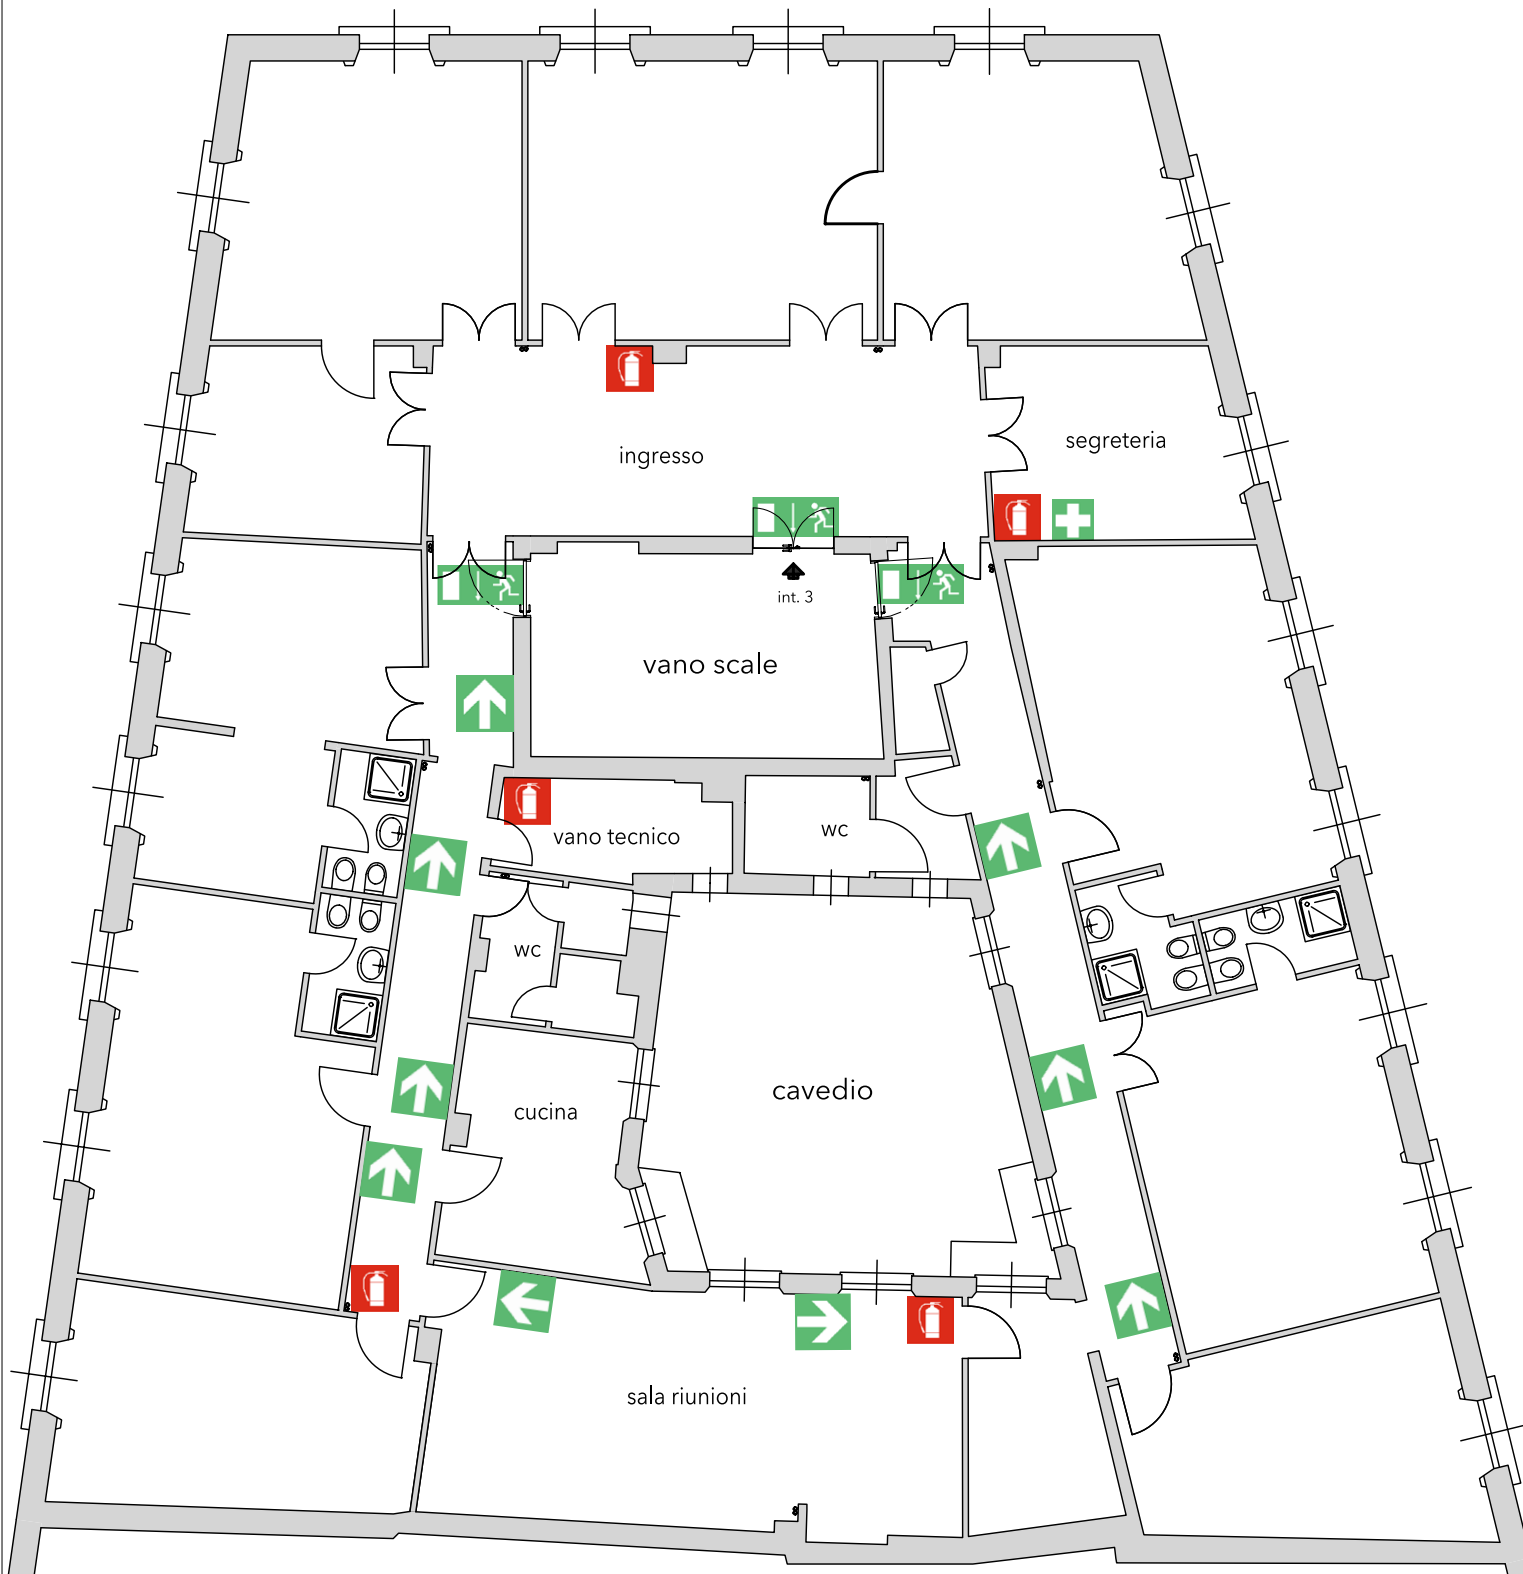 segreteria
ingresso
int. 3
vano scale
vano tecnico
wc
wc
cavedio
cucina
sala riunioni